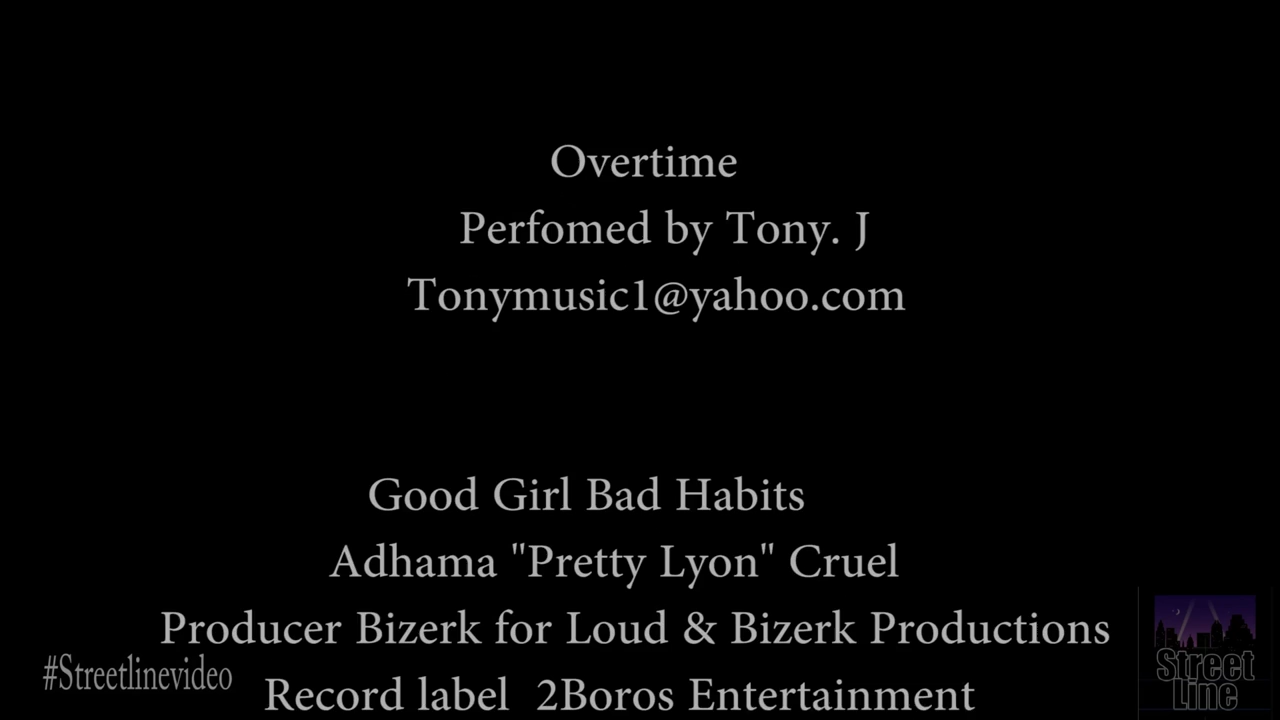 Overtime
Perfomed by Tony. J
Tonymusic1@yahoo.com
Good Girl Bad Habits
Adhama "Pretty Lyon" Cruel
Producer Bizerk for Loud & Bizerk Productions
#Streetlinevideo
Record label 2Boros Entertainment
Street
Line